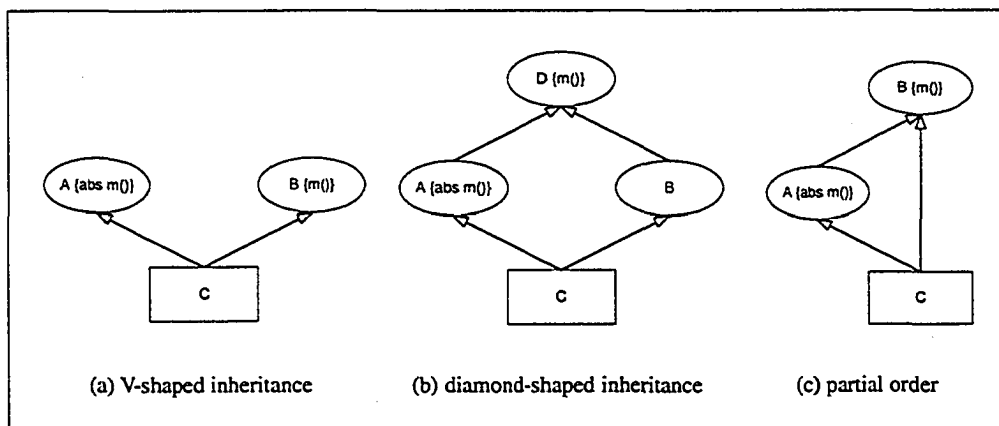 D {m()}
B {m()}
A {abs m()}
B {m()}
A {abs m()}
B
A {abs m()}
C
C
C
(a) V-shaped inheritance
(b) diamond-shaped inheritance
(c) partial order